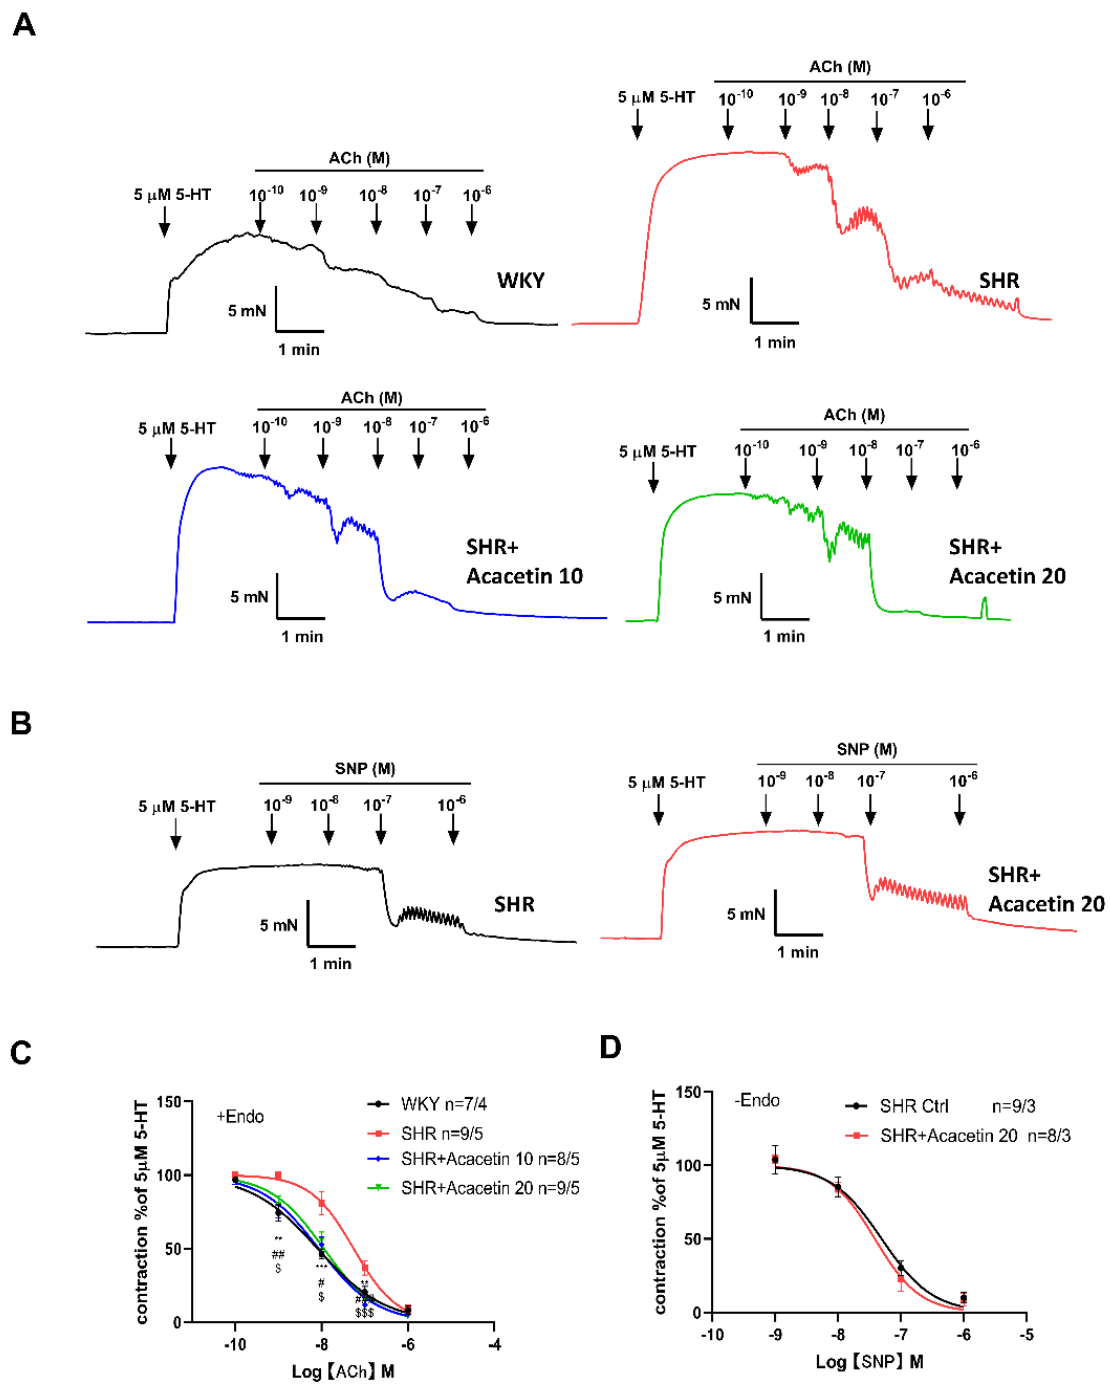 A
ACh (M)
5 μM 5-HT
10-10 10-9 10-8 10-7 10-6
WKY
5 mN
1 min
ACh (M)
5 μM 5-HT
10-10 10-9 10-8 10-7 10-6
SHR
5 mN
1 min
ACh (M)
5 μM 5-HT
10-10 10-9 10-8 10-7 10-6
SHR+
Acacetin 10
5 mN
1 min
ACh (M)
5 μM 5-HT
10-10 10-9 10-8 10-7 10-6
SHR+
Acacetin 20
5 mN
1 min
B
SNP (M)
5 μM 5-HT
10-9 10-8 10-7 10-6
SHR
5 mN
1 min
SNP (M)
5 μM 5-HT
10-9 10-8 10-7 10-6
SHR+
Acacetin 20
5 mN
1 min
C
contraction %of 5μM 5-HT
150
100
50
0
+Endo
WKY n=7/4
SHR n=9/5
SHR+Acacetin 10 n=8/5
SHR+Acacetin 20 n=9/5
**
##
$
***
#
$
**
$$$
-10 -8 -6 -4
Log【ACh】M
D
contraction %of 5μM 5-HT
150
100
50
0
-Endo
SHR Ctrl n=9/3
SHR+Acacetin 20 n=8/3
-10 -9 -8 -7 -6 -5
Log【SNP】M